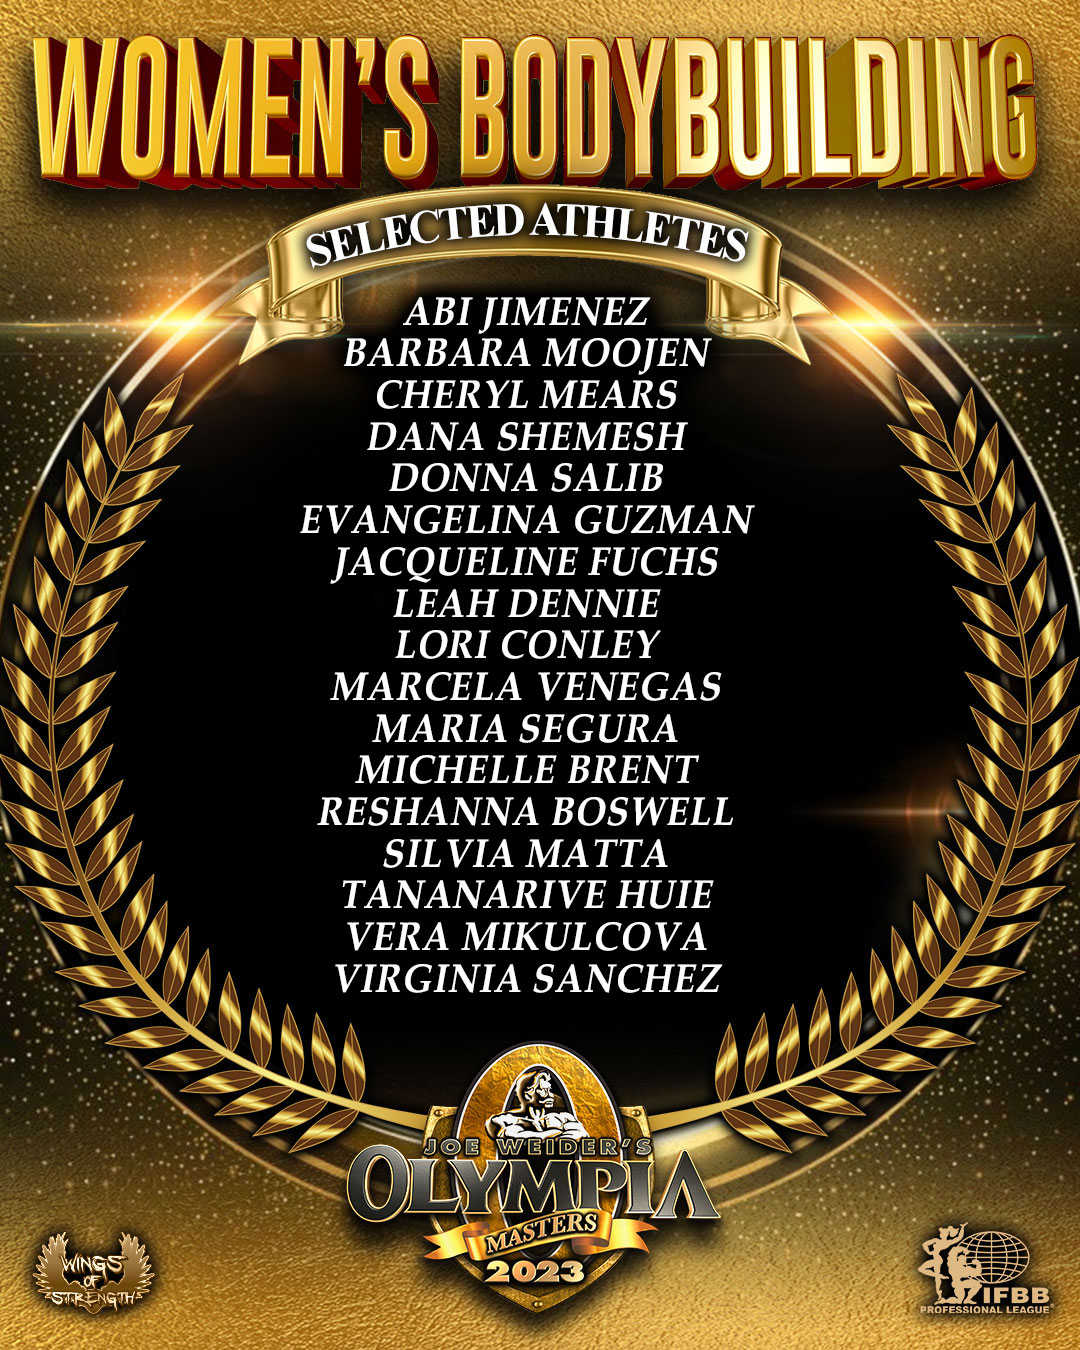 WOMEN'S BODYBUILDING
SELECTED ATHLETES
ABI JIMENEZ
BARBARA MOOJEN
CHERYL MEARS
DANA SHEMESH
DONNA SALIB
EVANGELINA GUZMAN
JACQUELINE FUCHS
LEAH DENNIE
LORI CONLEY
MARCELA VENEGAS
MARIA SEGURA
MICHELLE BRENT
RESHANNA BOSWELL
SILVIA MATTA
TANANARIVE HUIE
VERA MIKULCOVA
VIRGINIA SANCHEZ
JOE WEIDER'S
OLYMPIA
MASTERS
2023
WINGS
OF
STRENGTH
IFBB
PROFESSIONAL LEAGUE